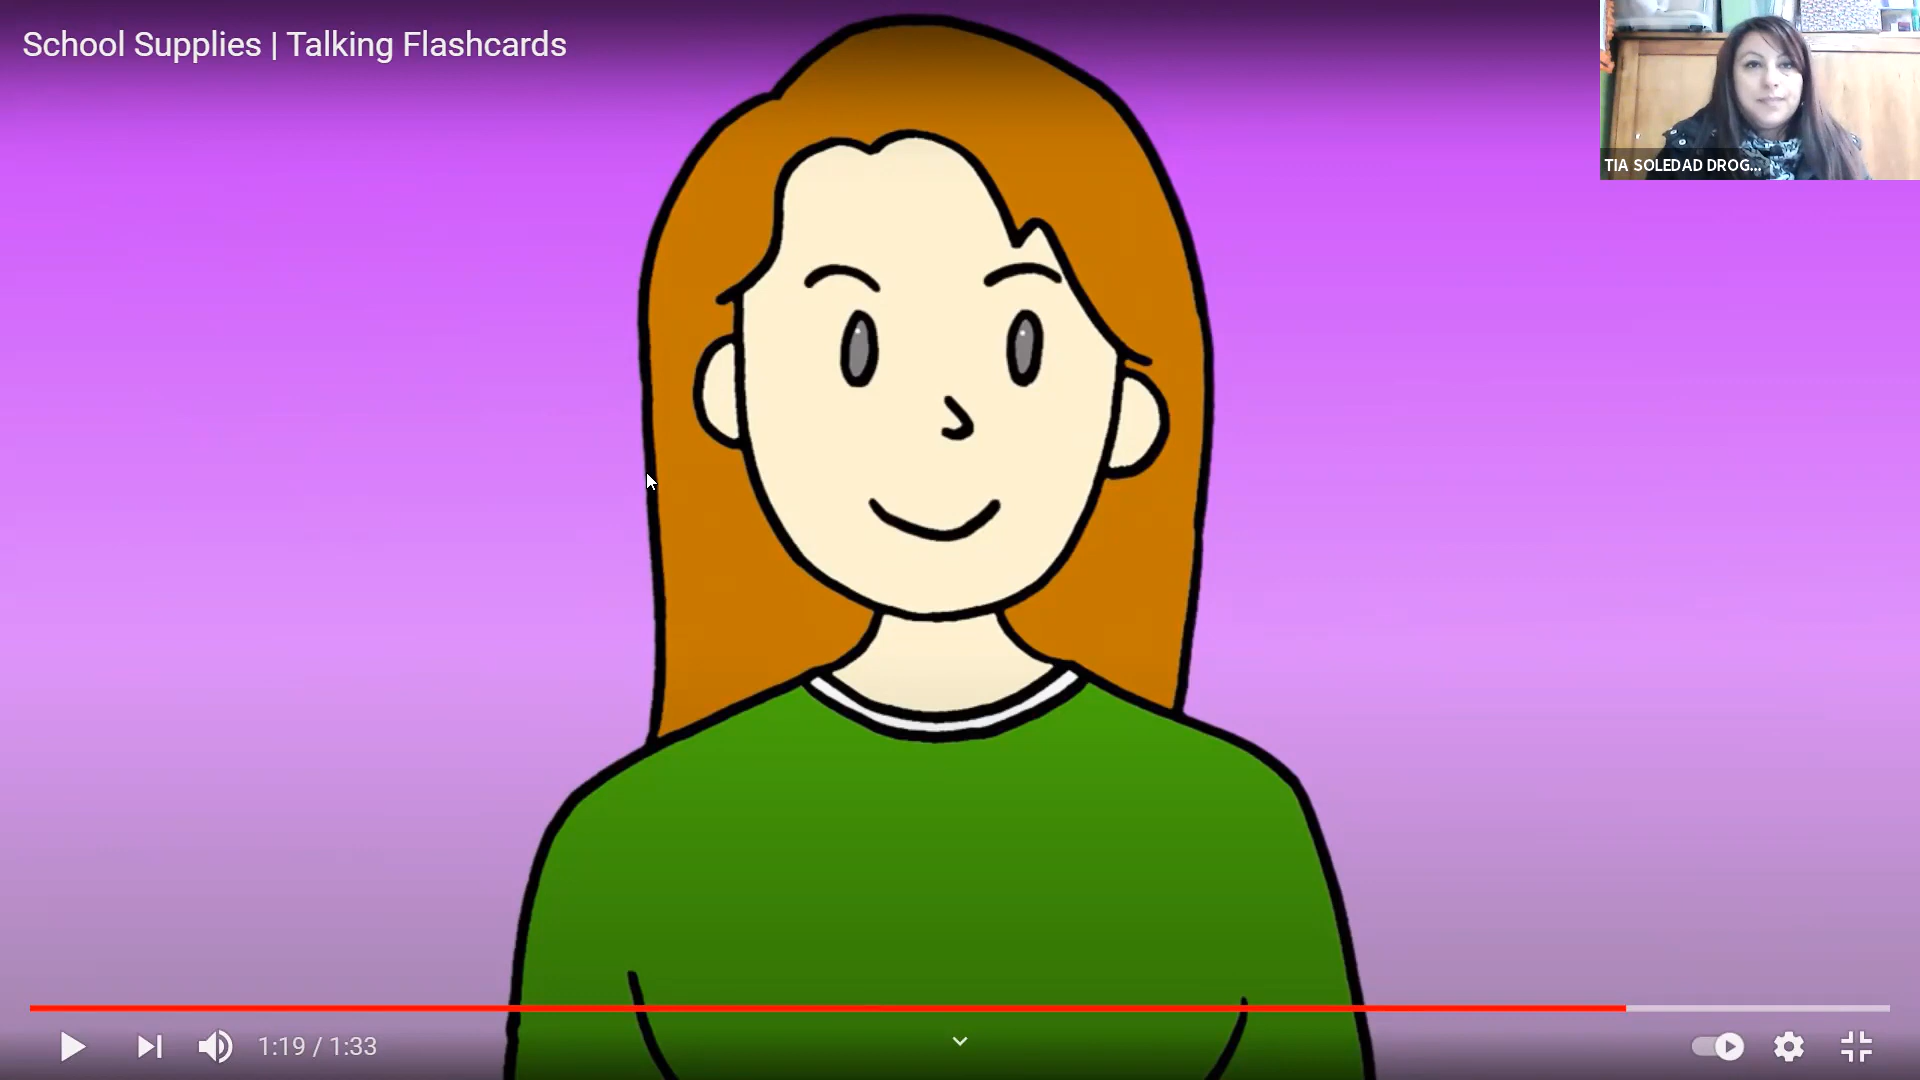 School Supplies | Talking Flashcards
TIA SOLEDAD DROG...
1:19 / 1:33